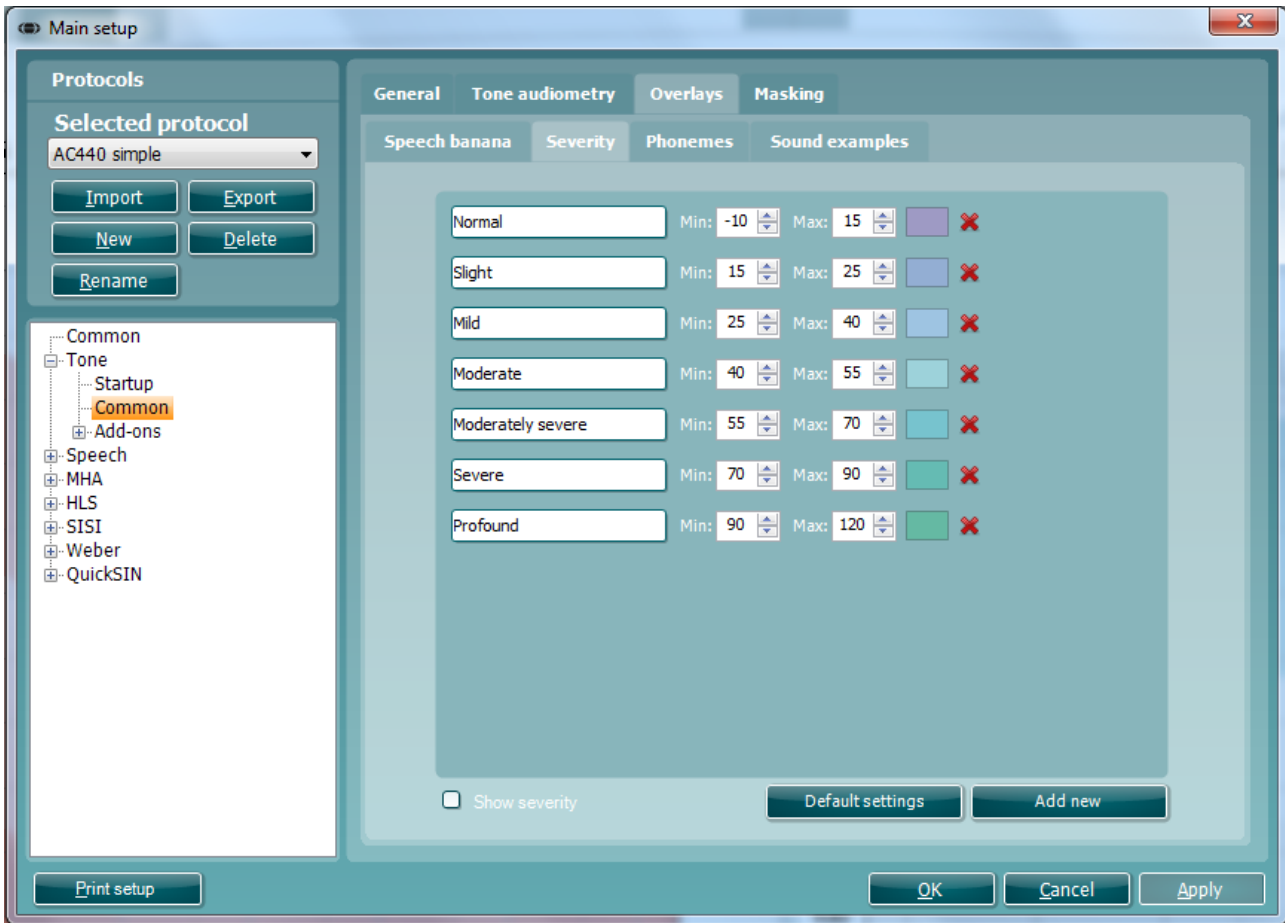 Main setup
Protocols
Selected protocol
AC440 simple
Import Export
New Delete
Rename
Common
Tone
Startup
Common
Add-ons
Speech
MHA
HLS
SISI
Weber
QuickSIN
General Tone audiometry Overlays Masking
Speech banana Severity Phonemes Sound examples
Normal Min: -10 Max: 15
Slight Min: 15 Max: 25
Mild Min: 25 Max: 40
Moderate Min: 40 Max: 55
Moderately severe Min: 55 Max: 70
Severe Min: 70 Max: 90
Profound Min: 90 Max: 120
Show severity Default settings Add new
Print setup OK Cancel Apply